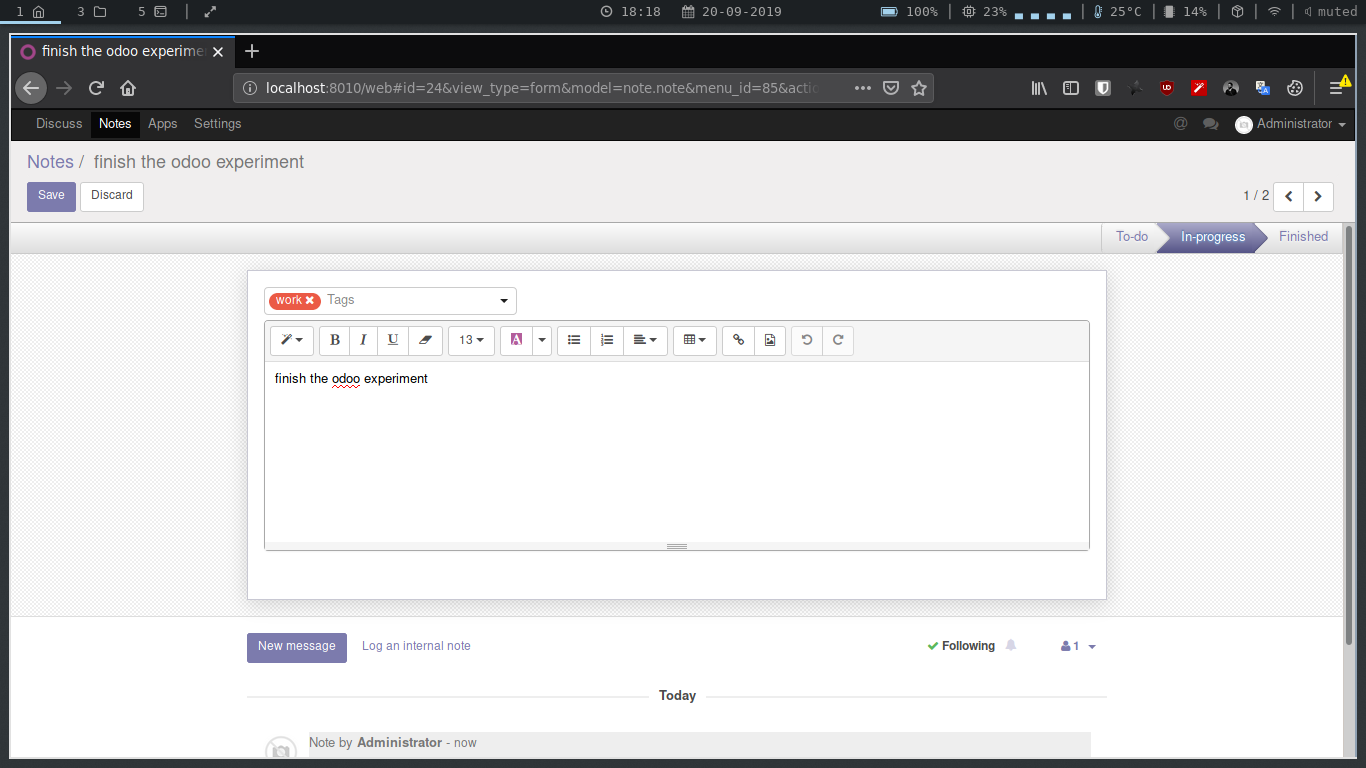 1 3 5 18:18 20-09-2019 100% 23% 25°C 14% muted
finish the odoo experime
localhost:8010/web#id=24&view_type=form&model=note.note&menu_id=85&actic
Discuss Notes Apps Settings @ Administrator
Notes / finish the odoo experiment
Save Discard 1 / 2
To-do In-progress Finished
work Tags
B I U 13 A
finish the odoo experiment
New message Log an internal note Following 1
Today
Note by Administrator - now